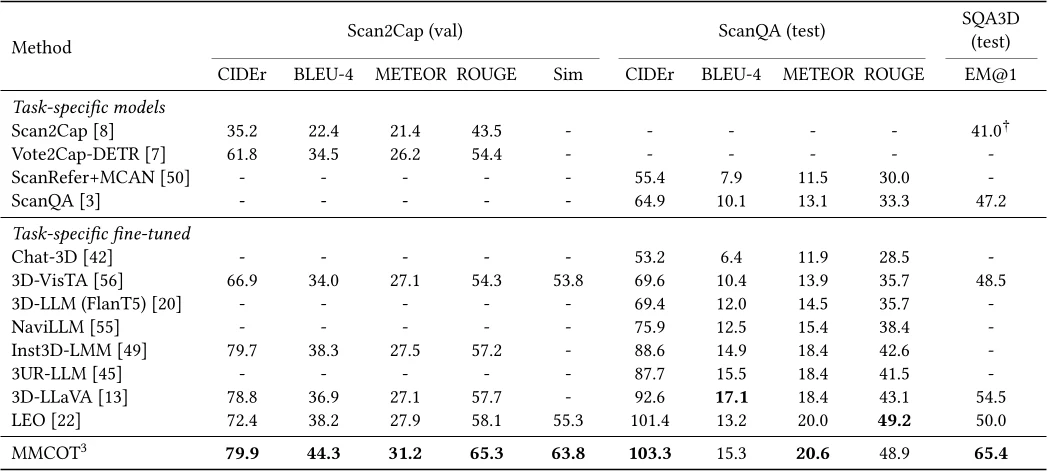 Method Scan2Cap (val) ScanQA (test) SQA3D (test)
CIDEr BLEU-4 METEOR ROUGE Sim CIDEr BLEU-4 METEOR ROUGE EM@1
Task-specific models
Scan2Cap [8] 35.2 22.4 21.4 43.5 - - - - - 41.0†
Vote2Cap-DETR [7] 61.8 34.5 26.2 54.4 - - - - - -
ScanRefer+MCAN [50] - - - - - 55.4 7.9 11.5 30.0 -
ScanQA [3] - - - - - 64.9 10.1 13.1 33.3 47.2
Task-specific fine-tuned
Chat-3D [42] - - - - - 53.2 6.4 11.9 28.5 -
3D-VisTA [56] 66.9 34.0 27.1 54.3 53.8 69.6 10.4 13.9 35.7 48.5
3D-LLM (FlanT5) [20] - - - - - 69.4 12.0 14.5 35.7 -
NaviLLM [55] - - - - - 75.9 12.5 15.4 38.4 -
Inst3D-LMM [49] 79.7 38.3 27.5 57.2 - 88.6 14.9 18.4 42.6 -
3UR-LLM [45] - - - - - 87.7 15.5 18.4 41.5 -
3D-LLaVA [13] 78.8 36.9 27.1 57.7 - 92.6 17.1 18.4 43.1 54.5
LEO [22] 72.4 38.2 27.9 58.1 55.3 101.4 13.2 20.0 49.2 50.0
MMCOT³ 79.9 44.3 31.2 65.3 63.8 103.3 15.3 20.6 48.9 65.4